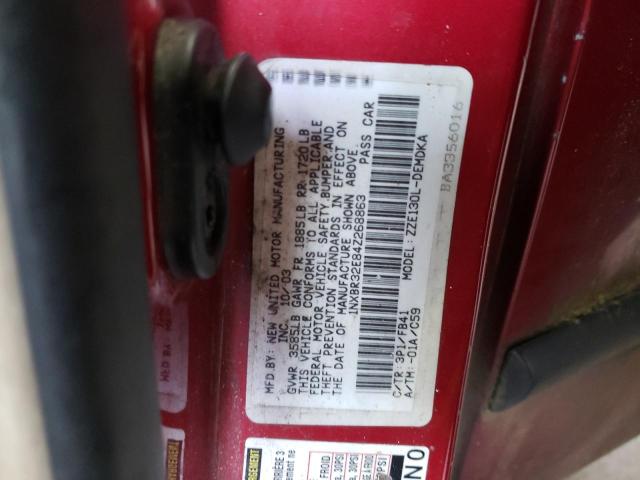 MFD.BY: NEW UNITED MOTOR MANUFACTURING
INC. 10/03
GVWR 3585LB GAWR FR 1885LB RR 1720LB
THIS VEHICLE CONFORMS TO ALL APPLICABLE
FEDERAL MOTOR VEHICLE SAFETY,BUMPER,AND
THEFT PREVENTION STANDARDS IN EFFECT ON
THE DATE OF MANUFACTURE SHOWN ABOVE.
1NXBR32E84Z268863 PASS CAR
MODEL: ZZE130L-DEMDKA
C/TR: 3P1/FB41
A/TM: -01A/C59
BA3356016
FROID
NO